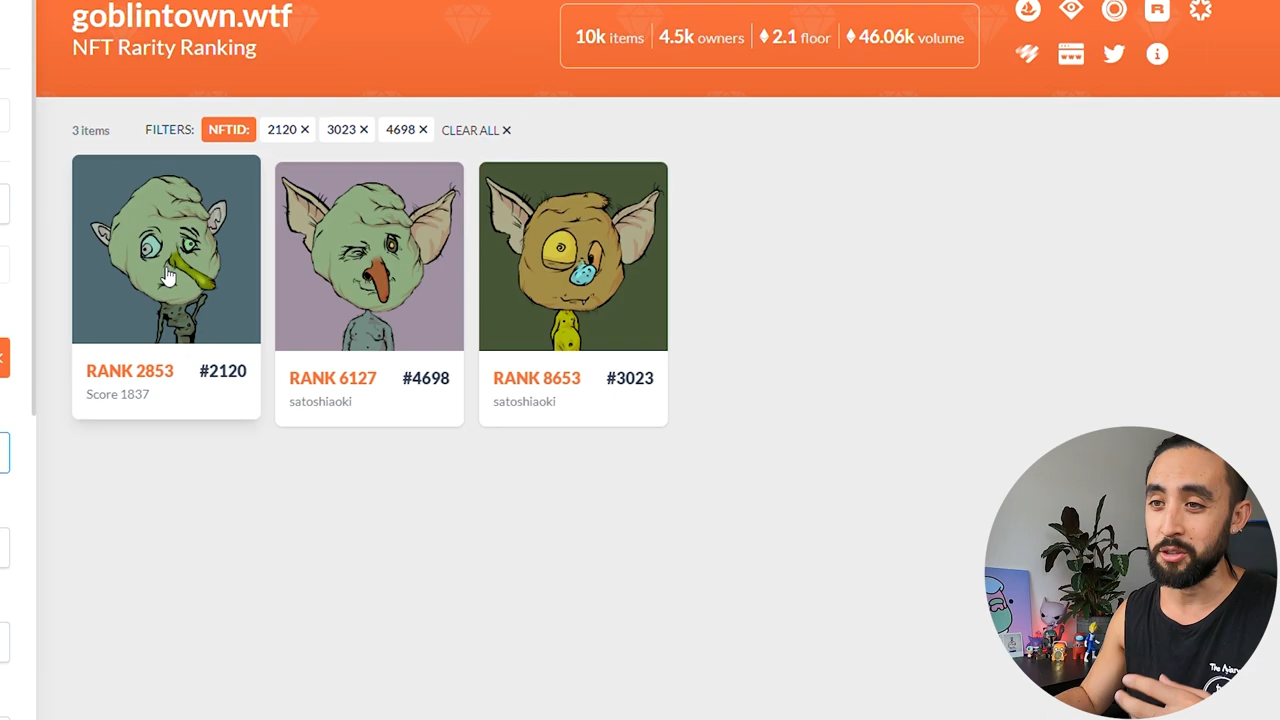 goblintown.wtf
NFT Rarity Ranking
10k items 4.5k owners 2.1 floor 46.06k volume
3 items FILTERS: NFTID: 2120 × 3023 × 4698 × CLEAR ALL ×
RANK 2853 #2120
Score 1837
RANK 6127 #4698
satoshiaoki
RANK 8653 #3023
satoshiaoki